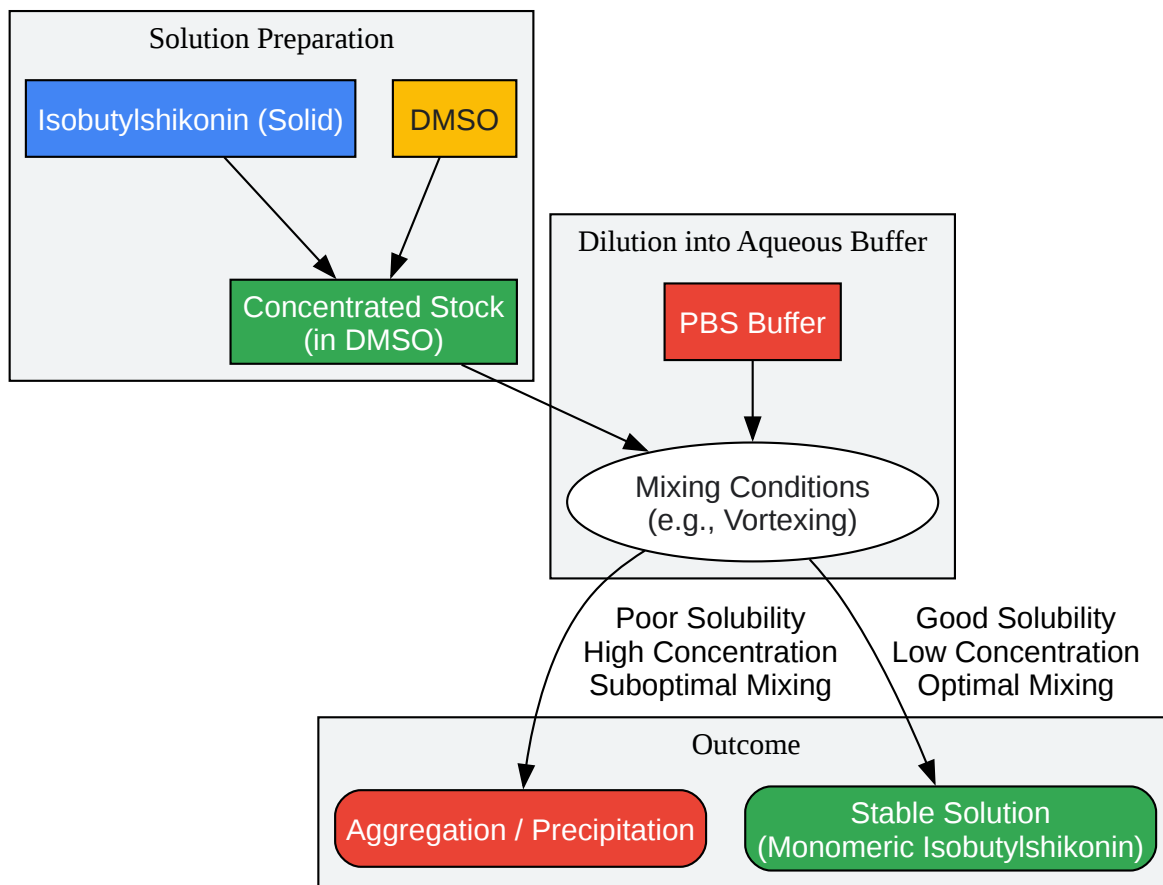 Solution Preparation
Isobutylshikonin (Solid)
DMSO
Concentrated Stock
(in DMSO)
Dilution into Aqueous Buffer
PBS Buffer
Mixing Conditions
(e.g., Vortexing)
Poor Solubility
High Concentration
Suboptimal Mixing
Good Solubility
Low Concentration
Optimal Mixing
Outcome
Aggregation / Precipitation
Stable Solution
(Monomeric Isobutylshikonin)